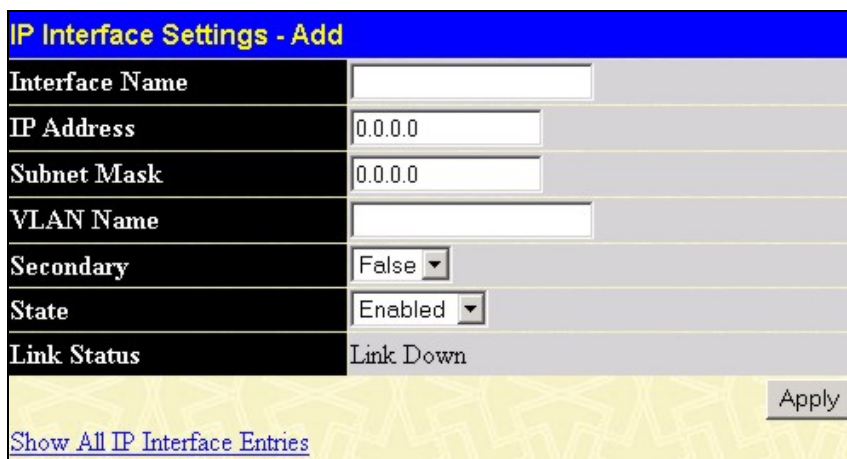 IP Interface Settings - Add
Interface Name
IP Address 0.0.0.0
Subnet Mask 0.0.0.0
VLAN Name
Secondary False
State Enabled
Link Status Link Down
Apply
Show All IP Interface Entries